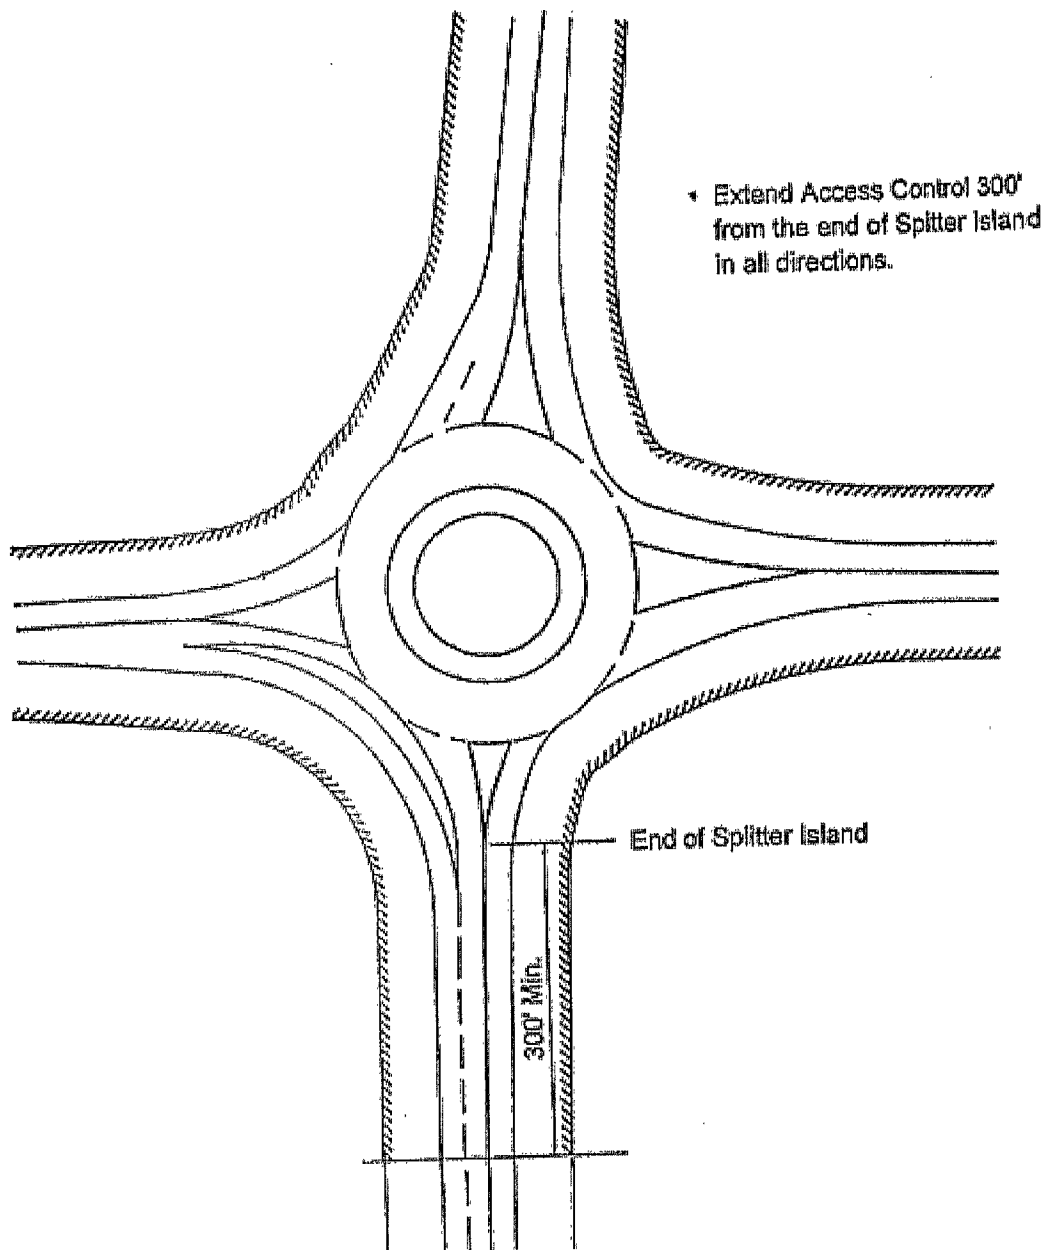 • Extend Access Control 300'
from the end of Spitter Island
in all directions.
End of Splitter Island
300' Min.